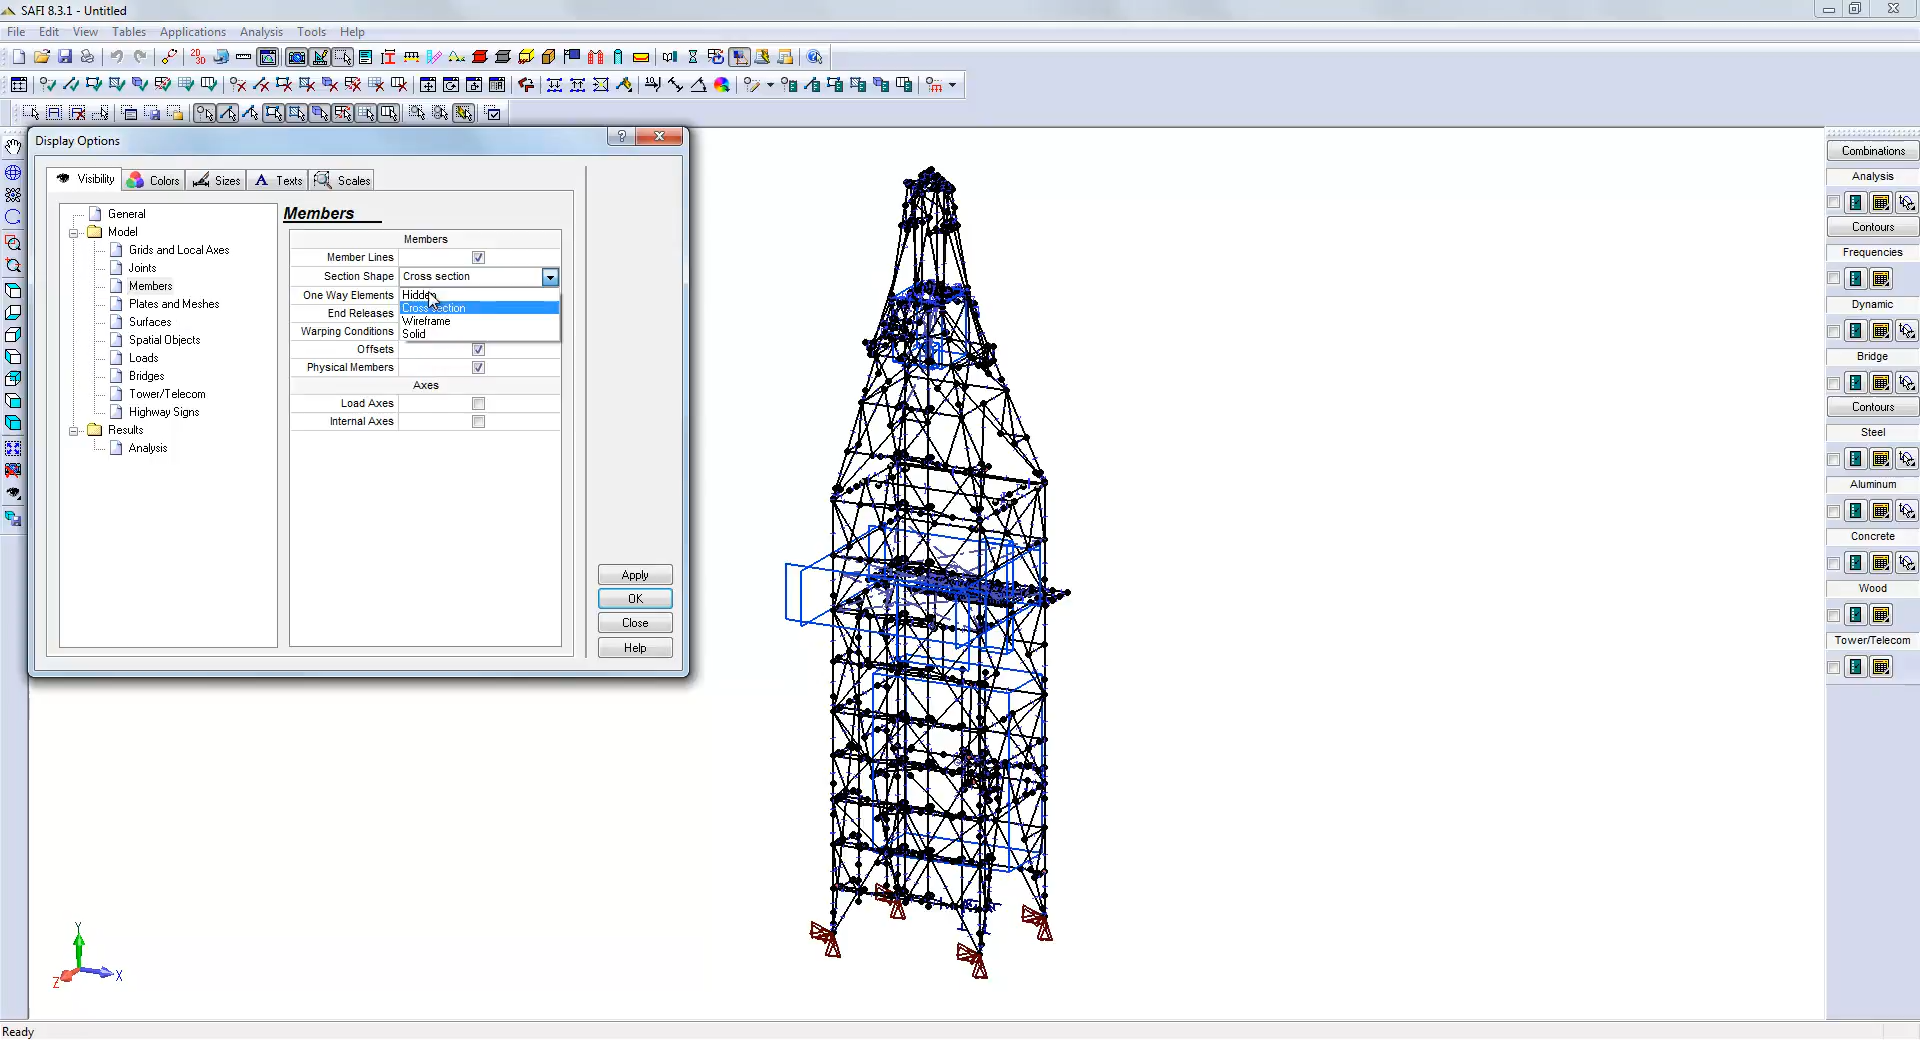 SAFI 8.3.1 - Untitled
File Edit View Tables Applications Analysis Tools Help
Display Options
Visibility Colors Sizes Texts Scales
General
Model
Grids and Local Axes
Joints
Members
Plates and Meshes
Surfaces
Spatial Objects
Loads
Bridges
Tower/Telecom
Highway Signs
Results
Analysis
Members
Members
Member Lines
Section Shape Cross section
One Way Elements
End Releases
Warping Conditions
Offsets
Physical Members
Axes
Load Axes
Internal Axes
Hidden
Cross section
Wireframe
Solid
Apply
OK
Close
Help
Combinations
Analysis
Contours
Frequencies
Dynamic
Bridge
Contours
Steel
Aluminum
Concrete
Wood
Tower/Telecom
Y
X
Z
Ready